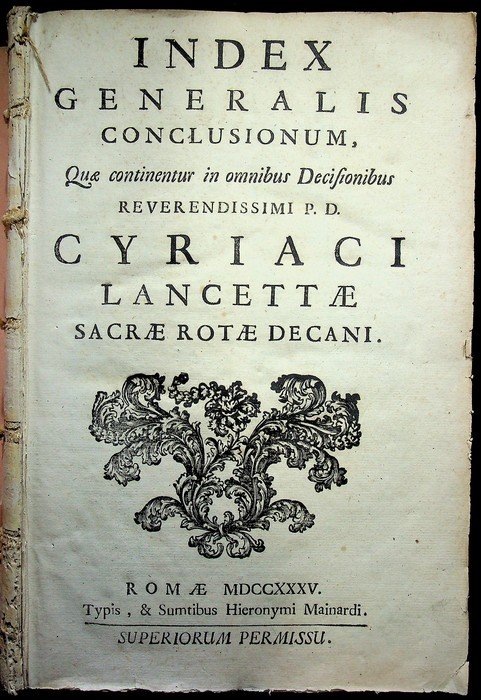 INDEX
GENERALIS
CONCLUSIONUM,
Quæ continentur in omnibus Deciſionibus
REVERENDISSIMI P. D.
CYRIACI
LANCETTÆ
SACRÆ ROTÆ DECANI.
ROMÆ MDCCXXXV.
Typis, & Sumtibus Hieronymi Mainardi.
SUPERIORUM PERMISSU.